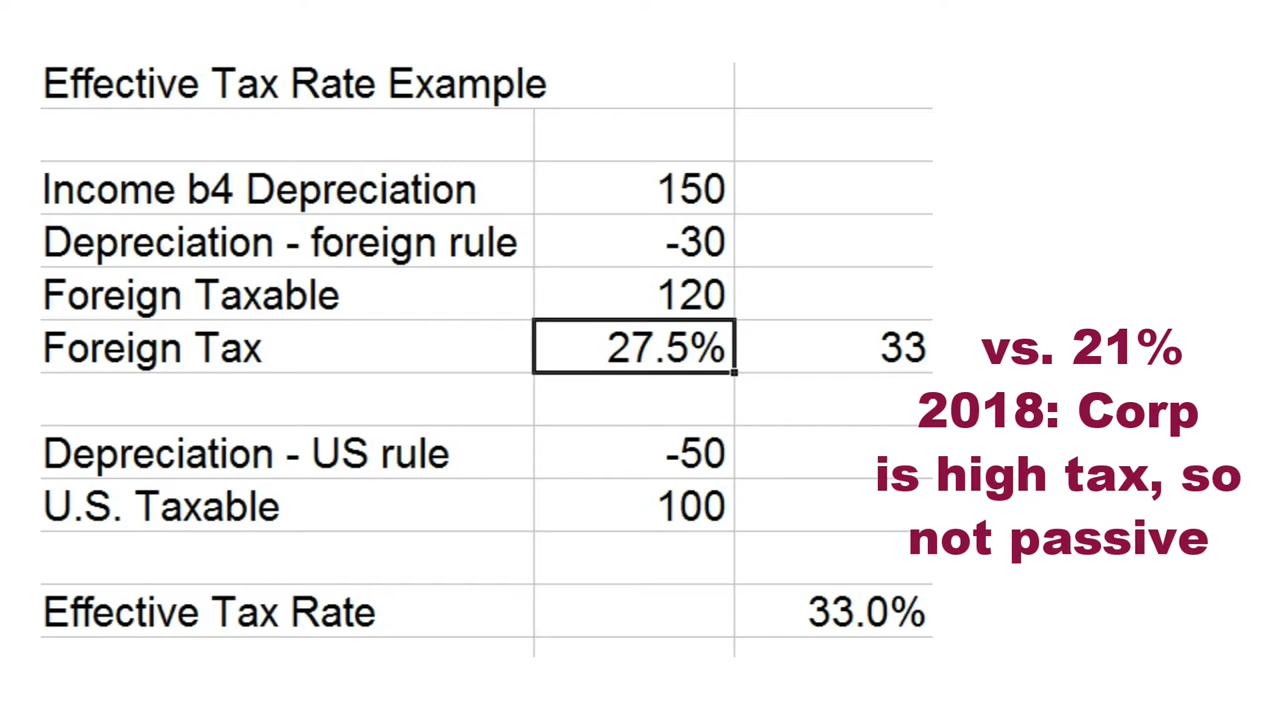 Effective Tax Rate Example
Income b4 Depreciation 150
Depreciation - foreign rule -30
Foreign Taxable 120
Foreign Tax 27.5% 33
Depreciation - US rule -50
U.S. Taxable 100
Effective Tax Rate 33.0%
vs. 21%
2018: Corp
is high tax, so
not passive